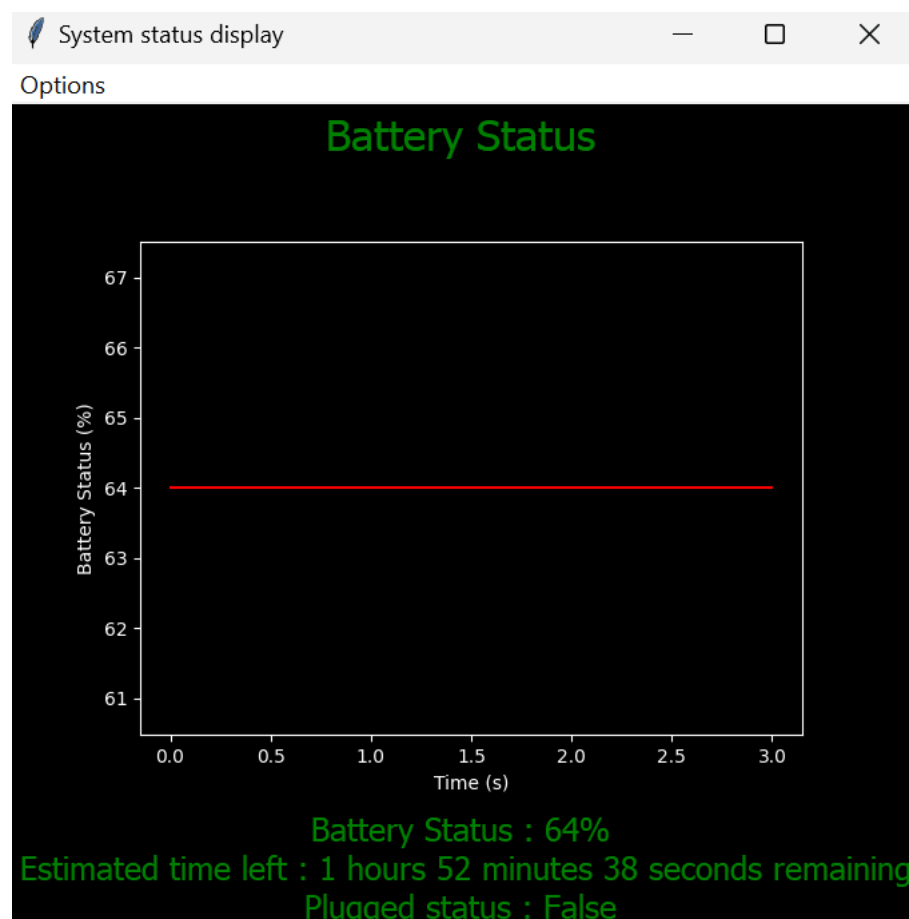 System status display
Options
Battery Status
67
66
65
64
63
62
61
Battery Status (%)
0.0 0.5 1.0 1.5 2.0 2.5 3.0
Time (s)
Battery Status : 64%
Estimated time left : 1 hours 52 minutes 38 seconds remaining
Plugged status : False